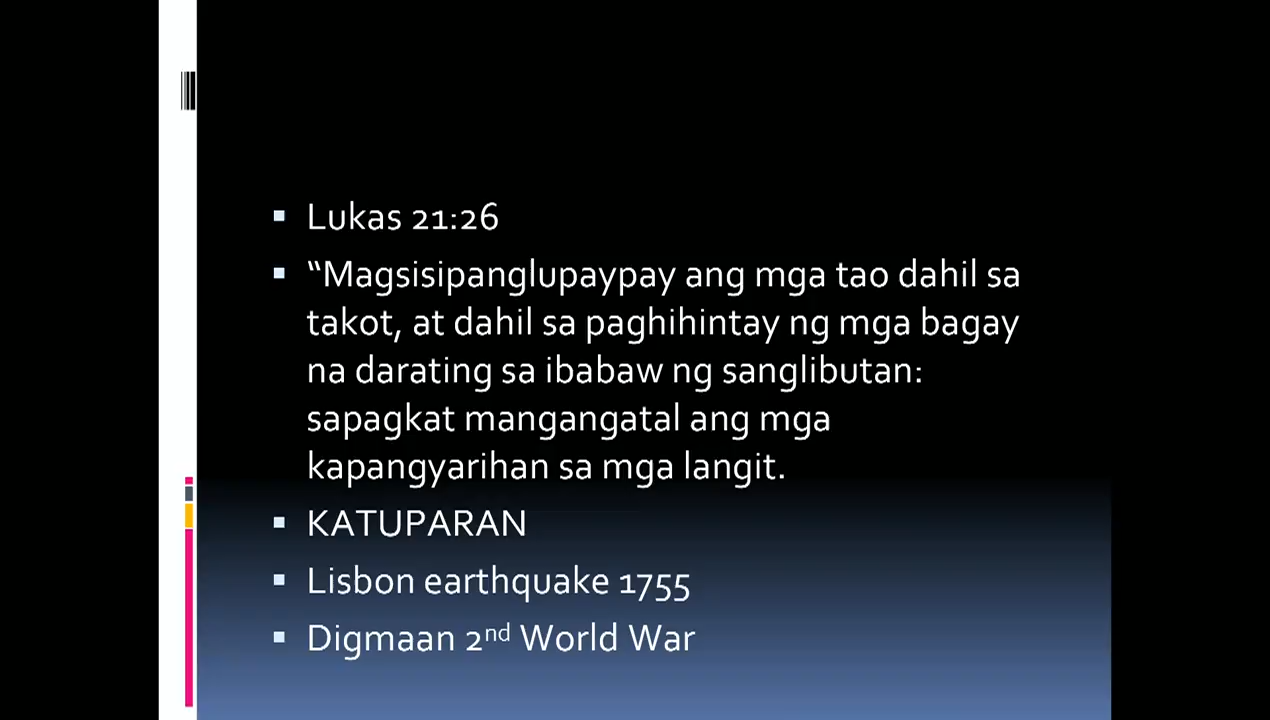 Lukas 21:26
“Magsisipanglupaypay ang mga tao dahil sa
takot, at dahil sa paghihintay ng mga bagay
na darating sa ibabaw ng sanglibutan:
sapagkat mangangatal ang mga
kapangyarihan sa mga langit.
KATUPARAN
Lisbon earthquake 1755
Digmaan 2nd World War